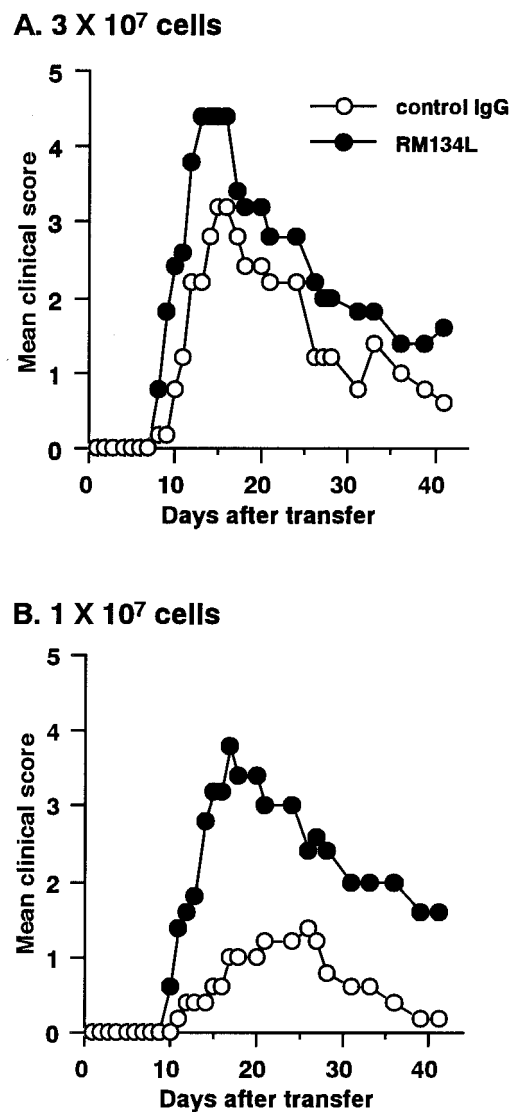 A. 3 X 10⁷ cells
5
4
3
2
1
0
Mean clinical score
control IgG
RM134L
0 10 20 30 40
Days after transfer
B. 1 X 10⁷ cells
5
4
3
2
1
0
Mean clinical score
0 10 20 30 40
Days after transfer